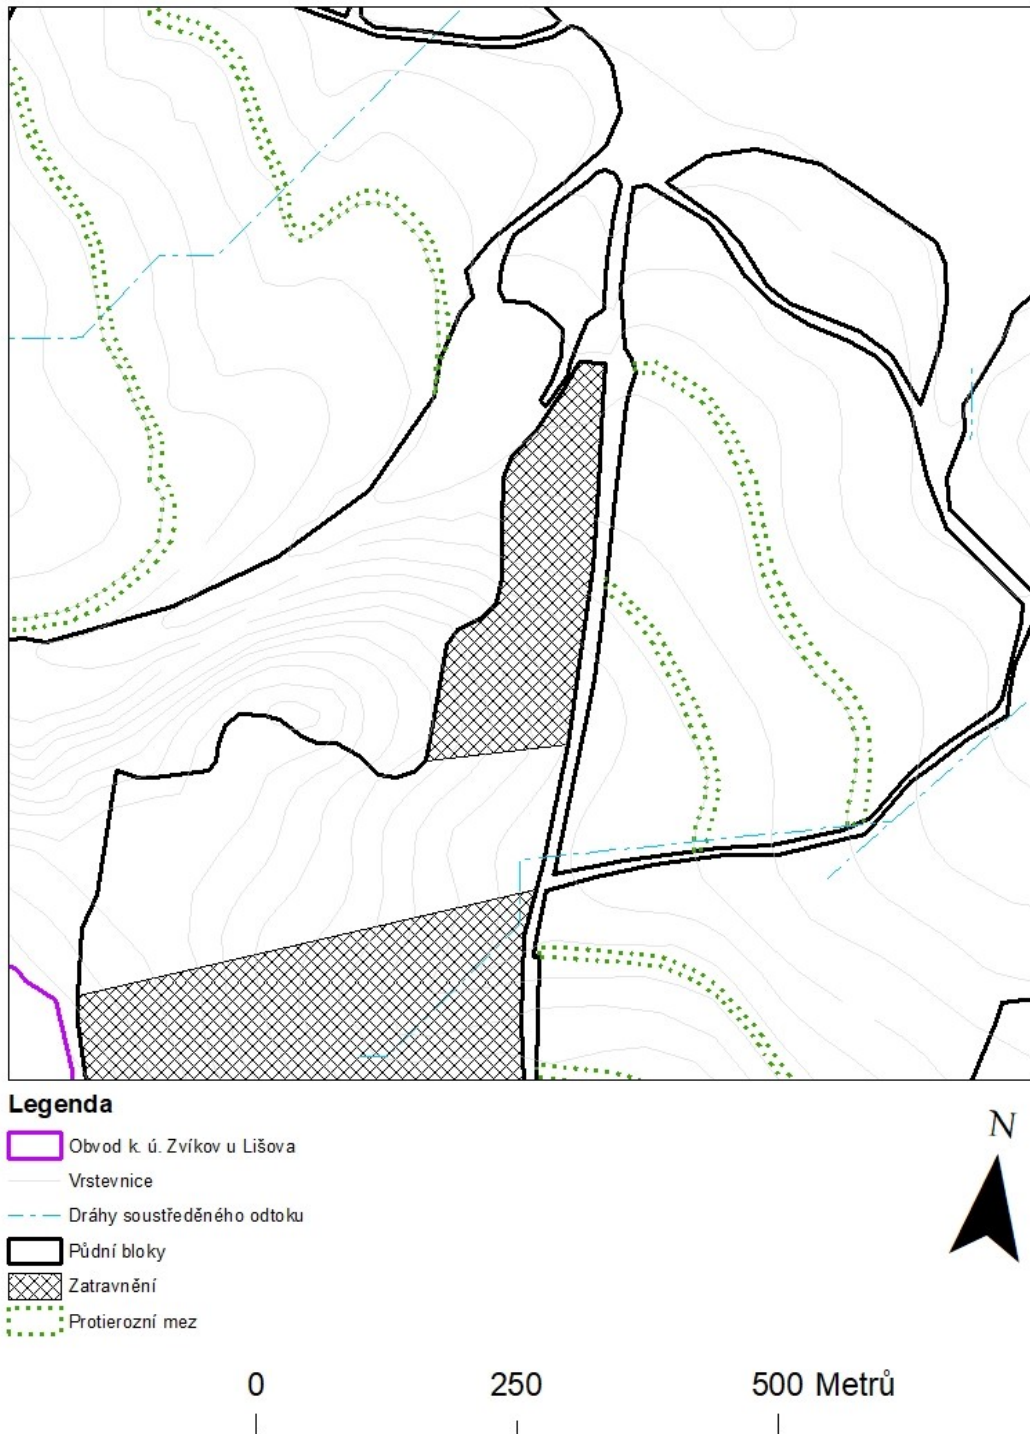 Legenda
Obvod k. ú. Zvíkov u Lišova
Vrstevnice
Dráhy soustředěného odtoku
Půdní bloky
Zatravnění
Protierozní mez
N
0 250 500 Metrů